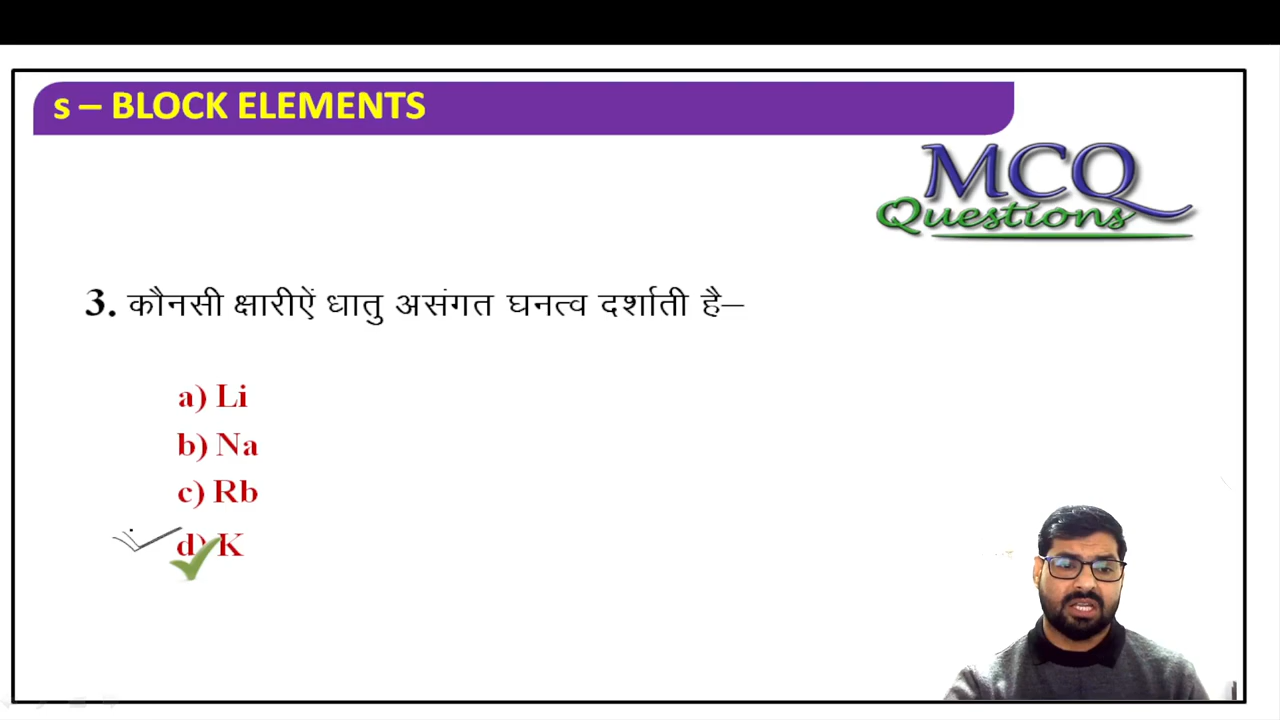 s – BLOCK ELEMENTS
MCQ
Questions
3. कौनसी क्षारीऐं धातु असंगत घनत्व दर्शाती है–
a) Li
b) Na
c) Rb
d) K